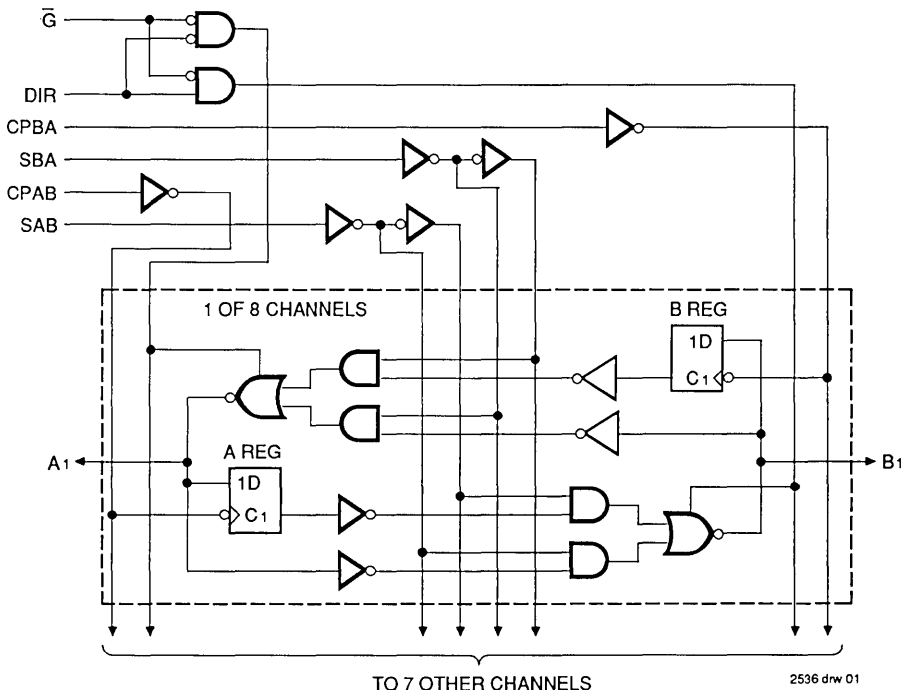 G̅
DIR
CPBA
SBA
CPAB
SAB
1 OF 8 CHANNELS
B REG
1D
C1
A1
A REG
1D
C1
B1
TO 7 OTHER CHANNELS
2536 drw 01